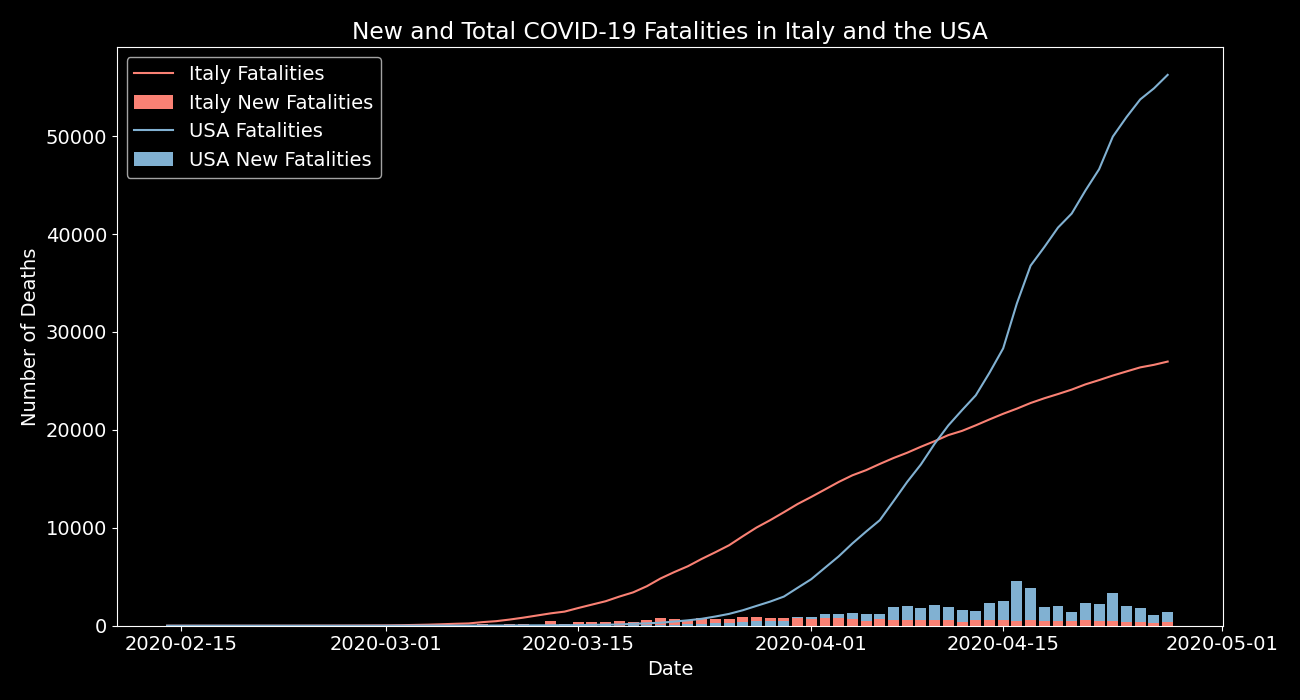 New and Total COVID-19 Fatalities in Italy and the USA
Italy Fatalities
Italy New Fatalities
USA Fatalities
USA New Fatalities
Number of Deaths
50000
40000
30000
20000
10000
0
2020-02-15
2020-03-01
2020-03-15
2020-04-01
2020-04-15
2020-05-01
Date